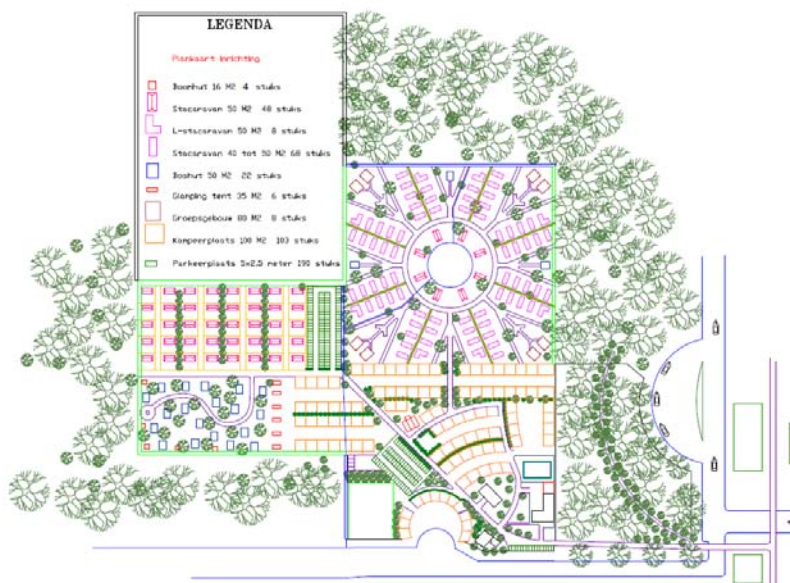 LEGENDA
Plankaart inrichting
Boomhut 16 M2 4 stuks
Stacaravan 50 M2 48 stuks
L-stacaravan 50 M2 8 stuks
Stacaravan 40 tot 50 M2 68 stuks
Boshut 50 M2 22 stuks
Glamping tent 35 M2 6 stuks
Groepsgebouw 80 M2 8 stuks
Kampeerplaats 100 M2 103 stuks
Parkeerplaats 5x2.5 meter 190 stuks